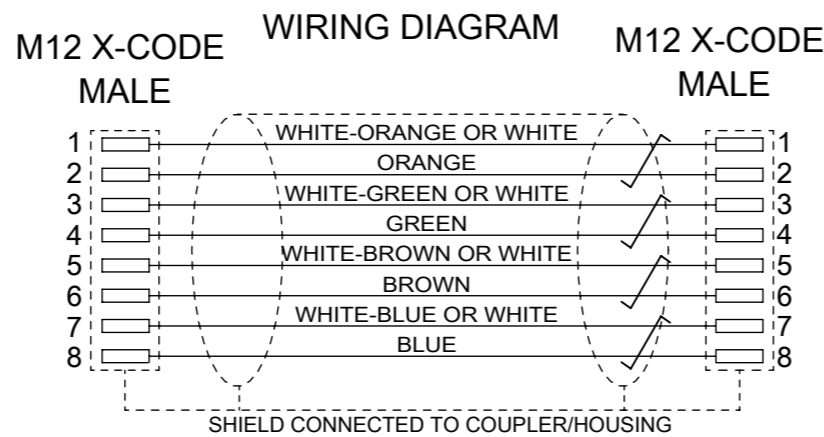 WIRING DIAGRAM
M12 X-CODE
MALE
M12 X-CODE
MALE
1 WHITE-ORANGE OR WHITE 1
2 ORANGE 2
3 WHITE-GREEN OR WHITE 3
4 GREEN 4
5 WHITE-BROWN OR WHITE 5
6 BROWN 6
7 WHITE-BLUE OR WHITE 7
8 BLUE 8
SHIELD CONNECTED TO COUPLER/HOUSING